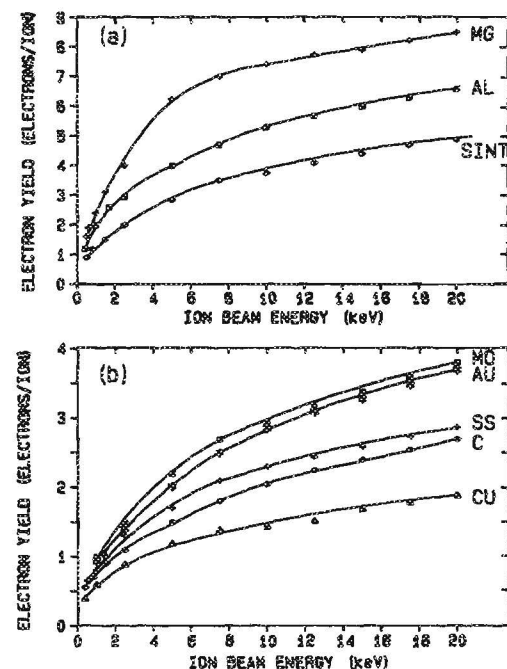 (a)
MG
AL
SINT
ELECTRON YIELD (ELECTRONS/ION)
9
8
7
6
5
4
3
2
1
0
0 2 4 6 8 10 12 14 16 18 20
ION BEAM ENERGY (keV)
(b)
MO
AU
SS
C
CU
ELECTRON YIELD (ELECTRONS/ION)
4
3
2
1
0
0 2 4 6 8 10 12 14 16 18 20
ION BEAM ENERGY (keV)